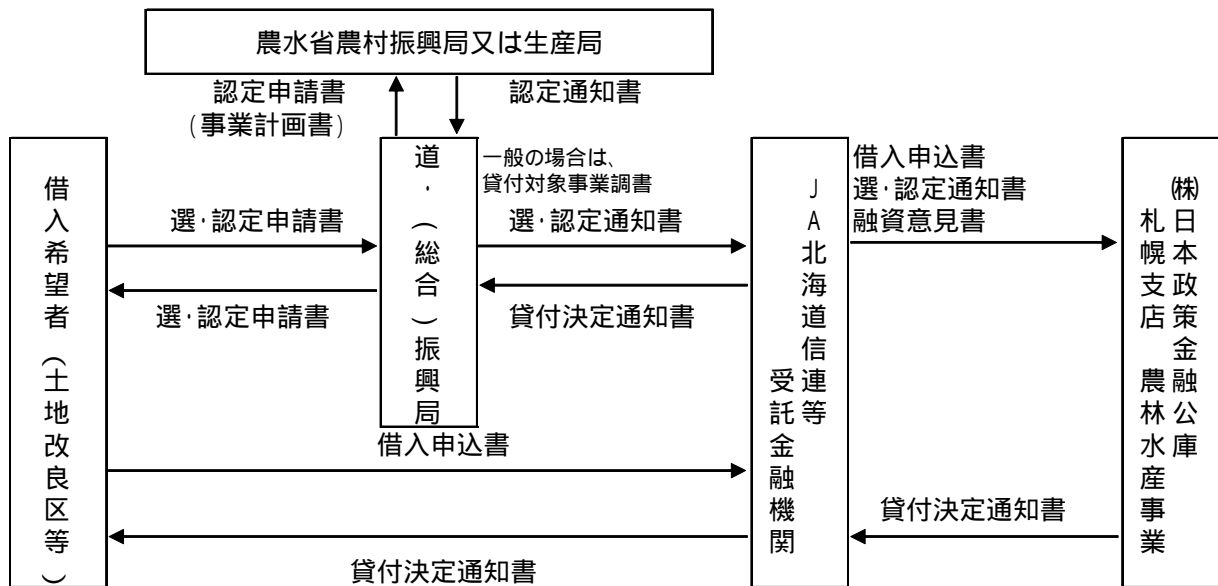 農水省農村振興局又は生産局
認定申請書
(事業計画書)
認定通知書
借入希望者(土地改良区等)
道・(総合)振興局
一般の場合は、
貸付対象事業調書
選・認定申請書
選・認定通知書
選・認定申請書
貸付決定通知書
借入申込書
貸付決定通知書
JA北海道信連等
受託金融機関
借入申込書
選・認定通知書
融資意見書
貸付決定通知書
㈱日本政策金融公庫
札幌支店 農林水産事業